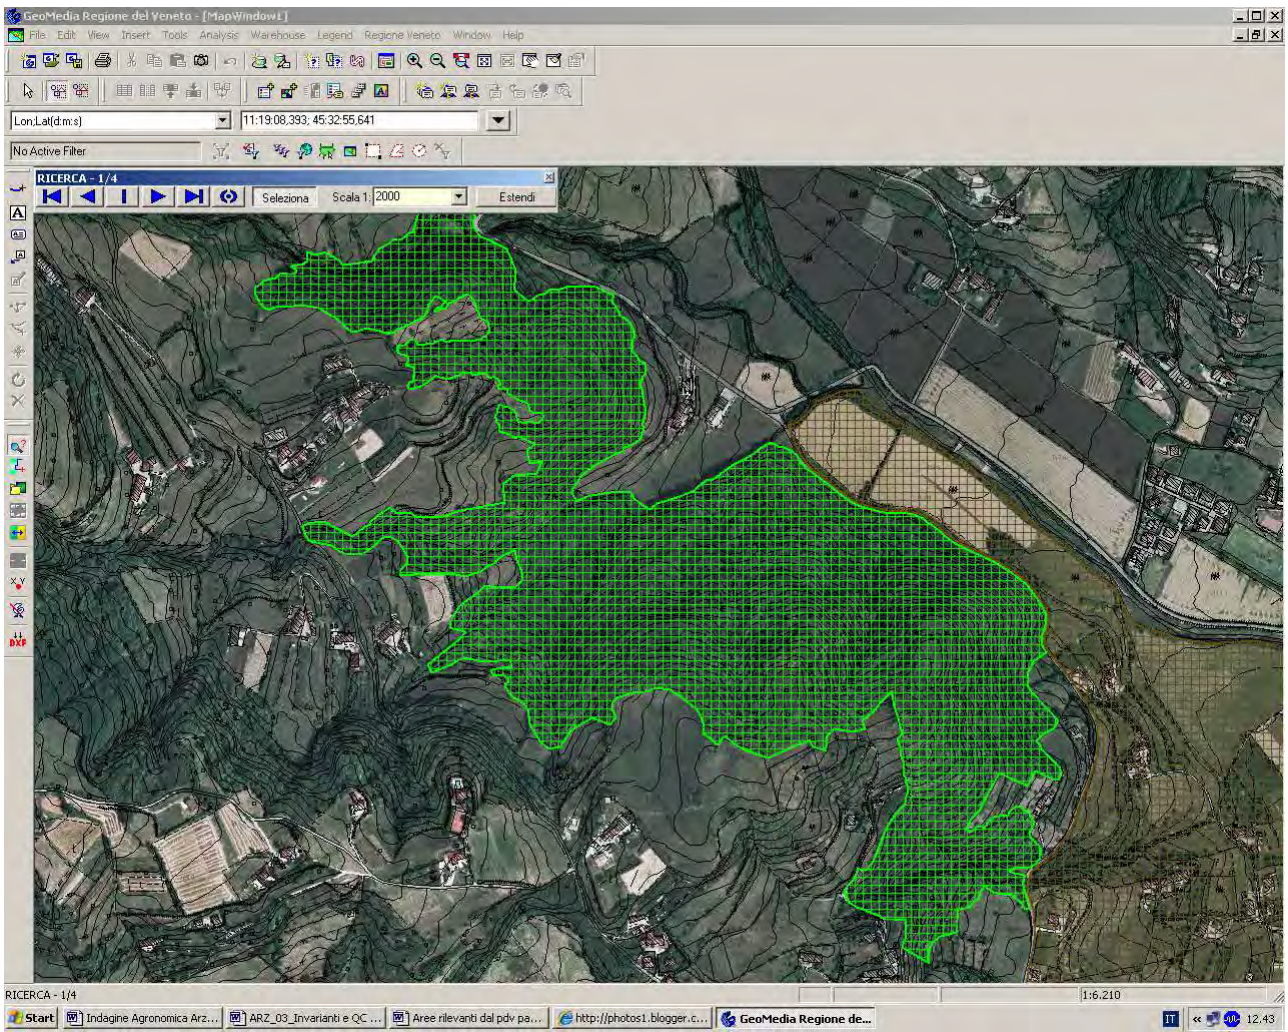 GeoMedia Regione del Veneto - [MapWindow1]
File Edit View Insert Tools Analysis Warehouse Legend Regione Veneto Window Help
Lon;Lat(d:m:s) 11:19:08,393; 45:32:55,641
No Active Filter
RICERCA - 1/4
Seleziona Scala 1: 2000 Estendi
A
X Y
DXF
RICERCA - 1/4 1:6.210
Start Indagine Agronomica Arz... ARZ_03_Invarianti e QC ... Aree rilevanti dal pdv pa... http://photos1.blogger.c... GeoMedia Regione de... IT « 12.43